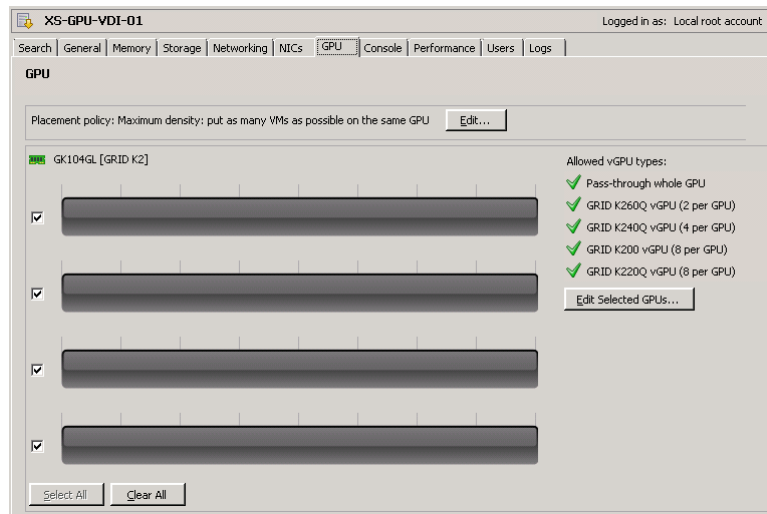 XS-GPU-VDI-01 Logged in as: Local root account
Search General Memory Storage Networking NICs GPU Console Performance Users Logs
GPU
Placement policy: Maximum density: put as many VMs as possible on the same GPU Edit...
GK104GL [GRID K2]
Allowed vGPU types:
Pass-through whole GPU
GRID K260Q vGPU (2 per GPU)
GRID K240Q vGPU (4 per GPU)
GRID K200 vGPU (8 per GPU)
GRID K220Q vGPU (8 per GPU)
Edit Selected GPUs...
Select All Clear All